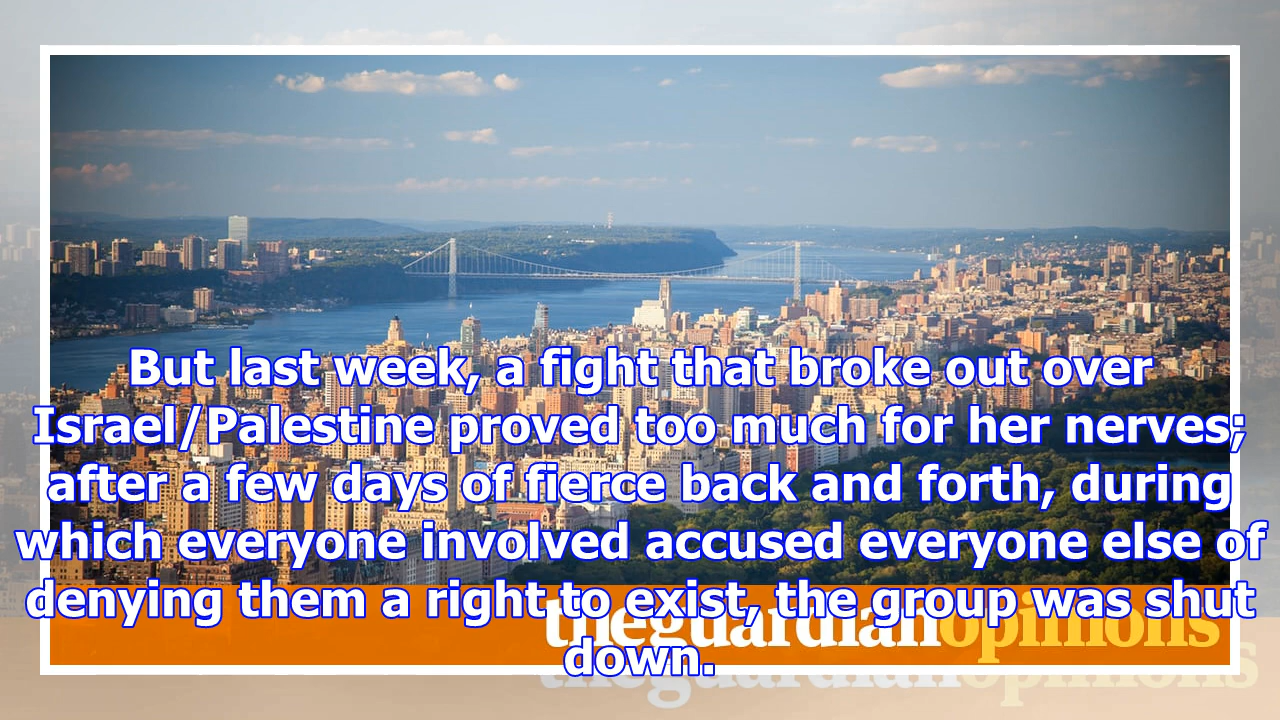 But last week, a fight that broke out over
Israel/Palestine proved too much for her nerves;
after a few days of fierce back and forth, during
which everyone involved accused everyone else of
denying them a right to exist, the group was shut
down.
theguardianopinions
theguardianopinions